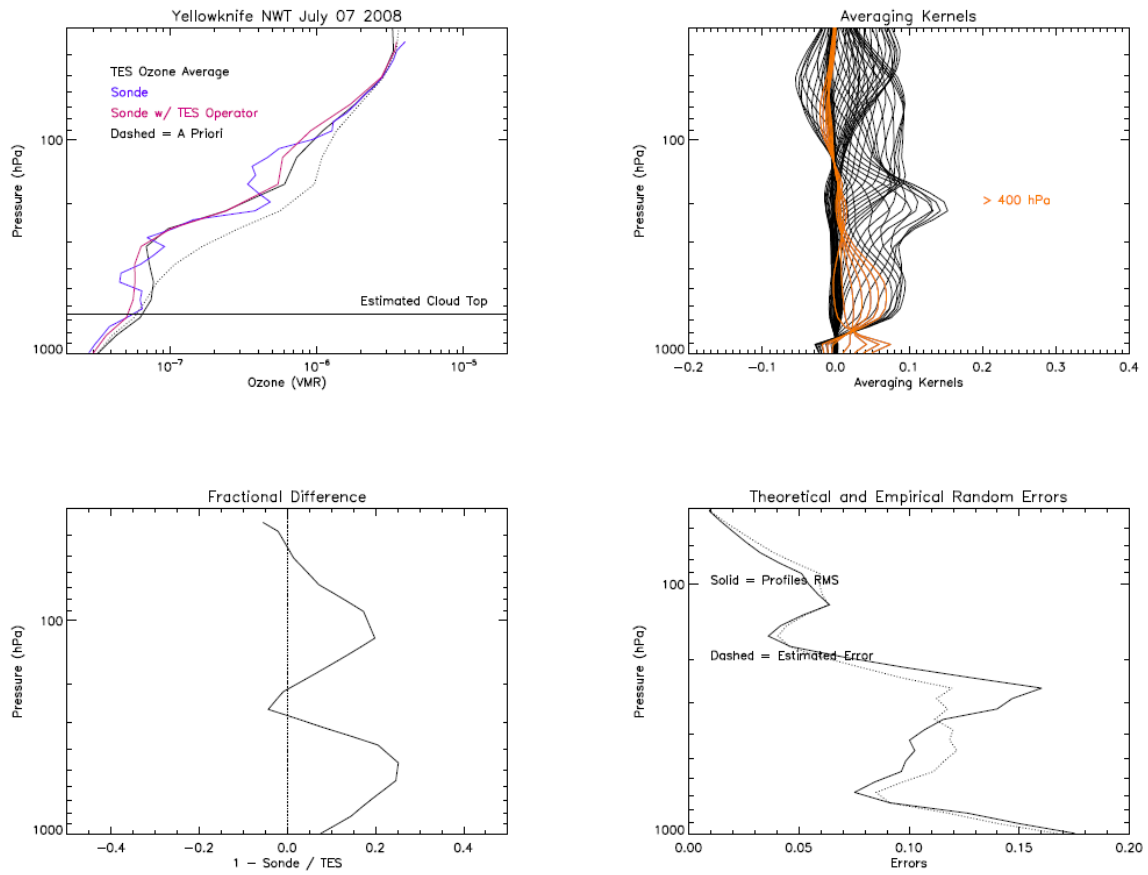 Yellowknife NWT July 07 2008
TES Ozone Average
Sonde
Sonde w/ TES Operator
Dashed = A Priori
Estimated Cloud Top
Pressure (hPa)
100
1000
10-7
10-6
10-5
Ozone (VMR)
Averaging Kernels
> 400 hPa
Pressure (hPa)
100
1000
-0.2
-0.1
0.0
0.1
0.2
0.3
0.4
Averaging Kernels
Fractional Difference
Pressure (hPa)
100
1000
-0.4
-0.2
0.0
0.2
0.4
1 - Sonde / TES
Theoretical and Empirical Random Errors
Solid = Profiles RMS
Dashed = Estimated Error
Pressure (hPa)
100
1000
0.00
0.05
0.10
0.15
0.20
Errors